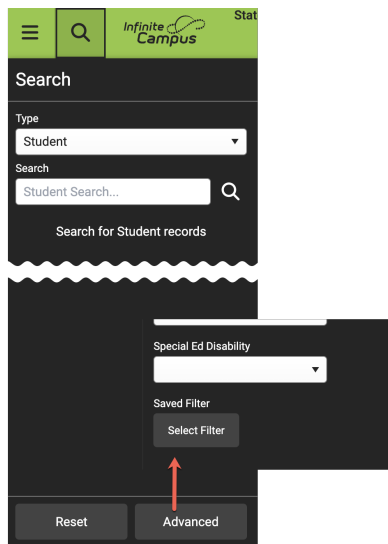 Infinite
Campus
Stat
Search
Type
Student
Search
Student Search...
Search for Student records
Special Ed Disability
Saved Filter
Select Filter
Reset
Advanced